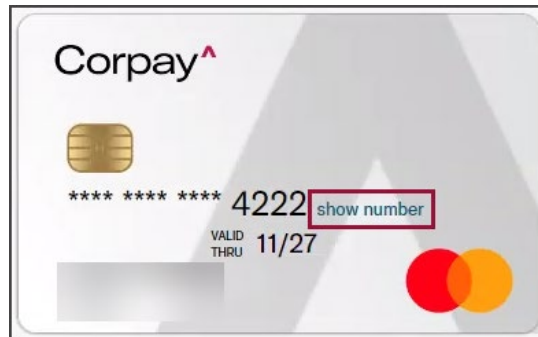 Corpay^
**** **** **** 4222 show number
VALID THRU 11/27